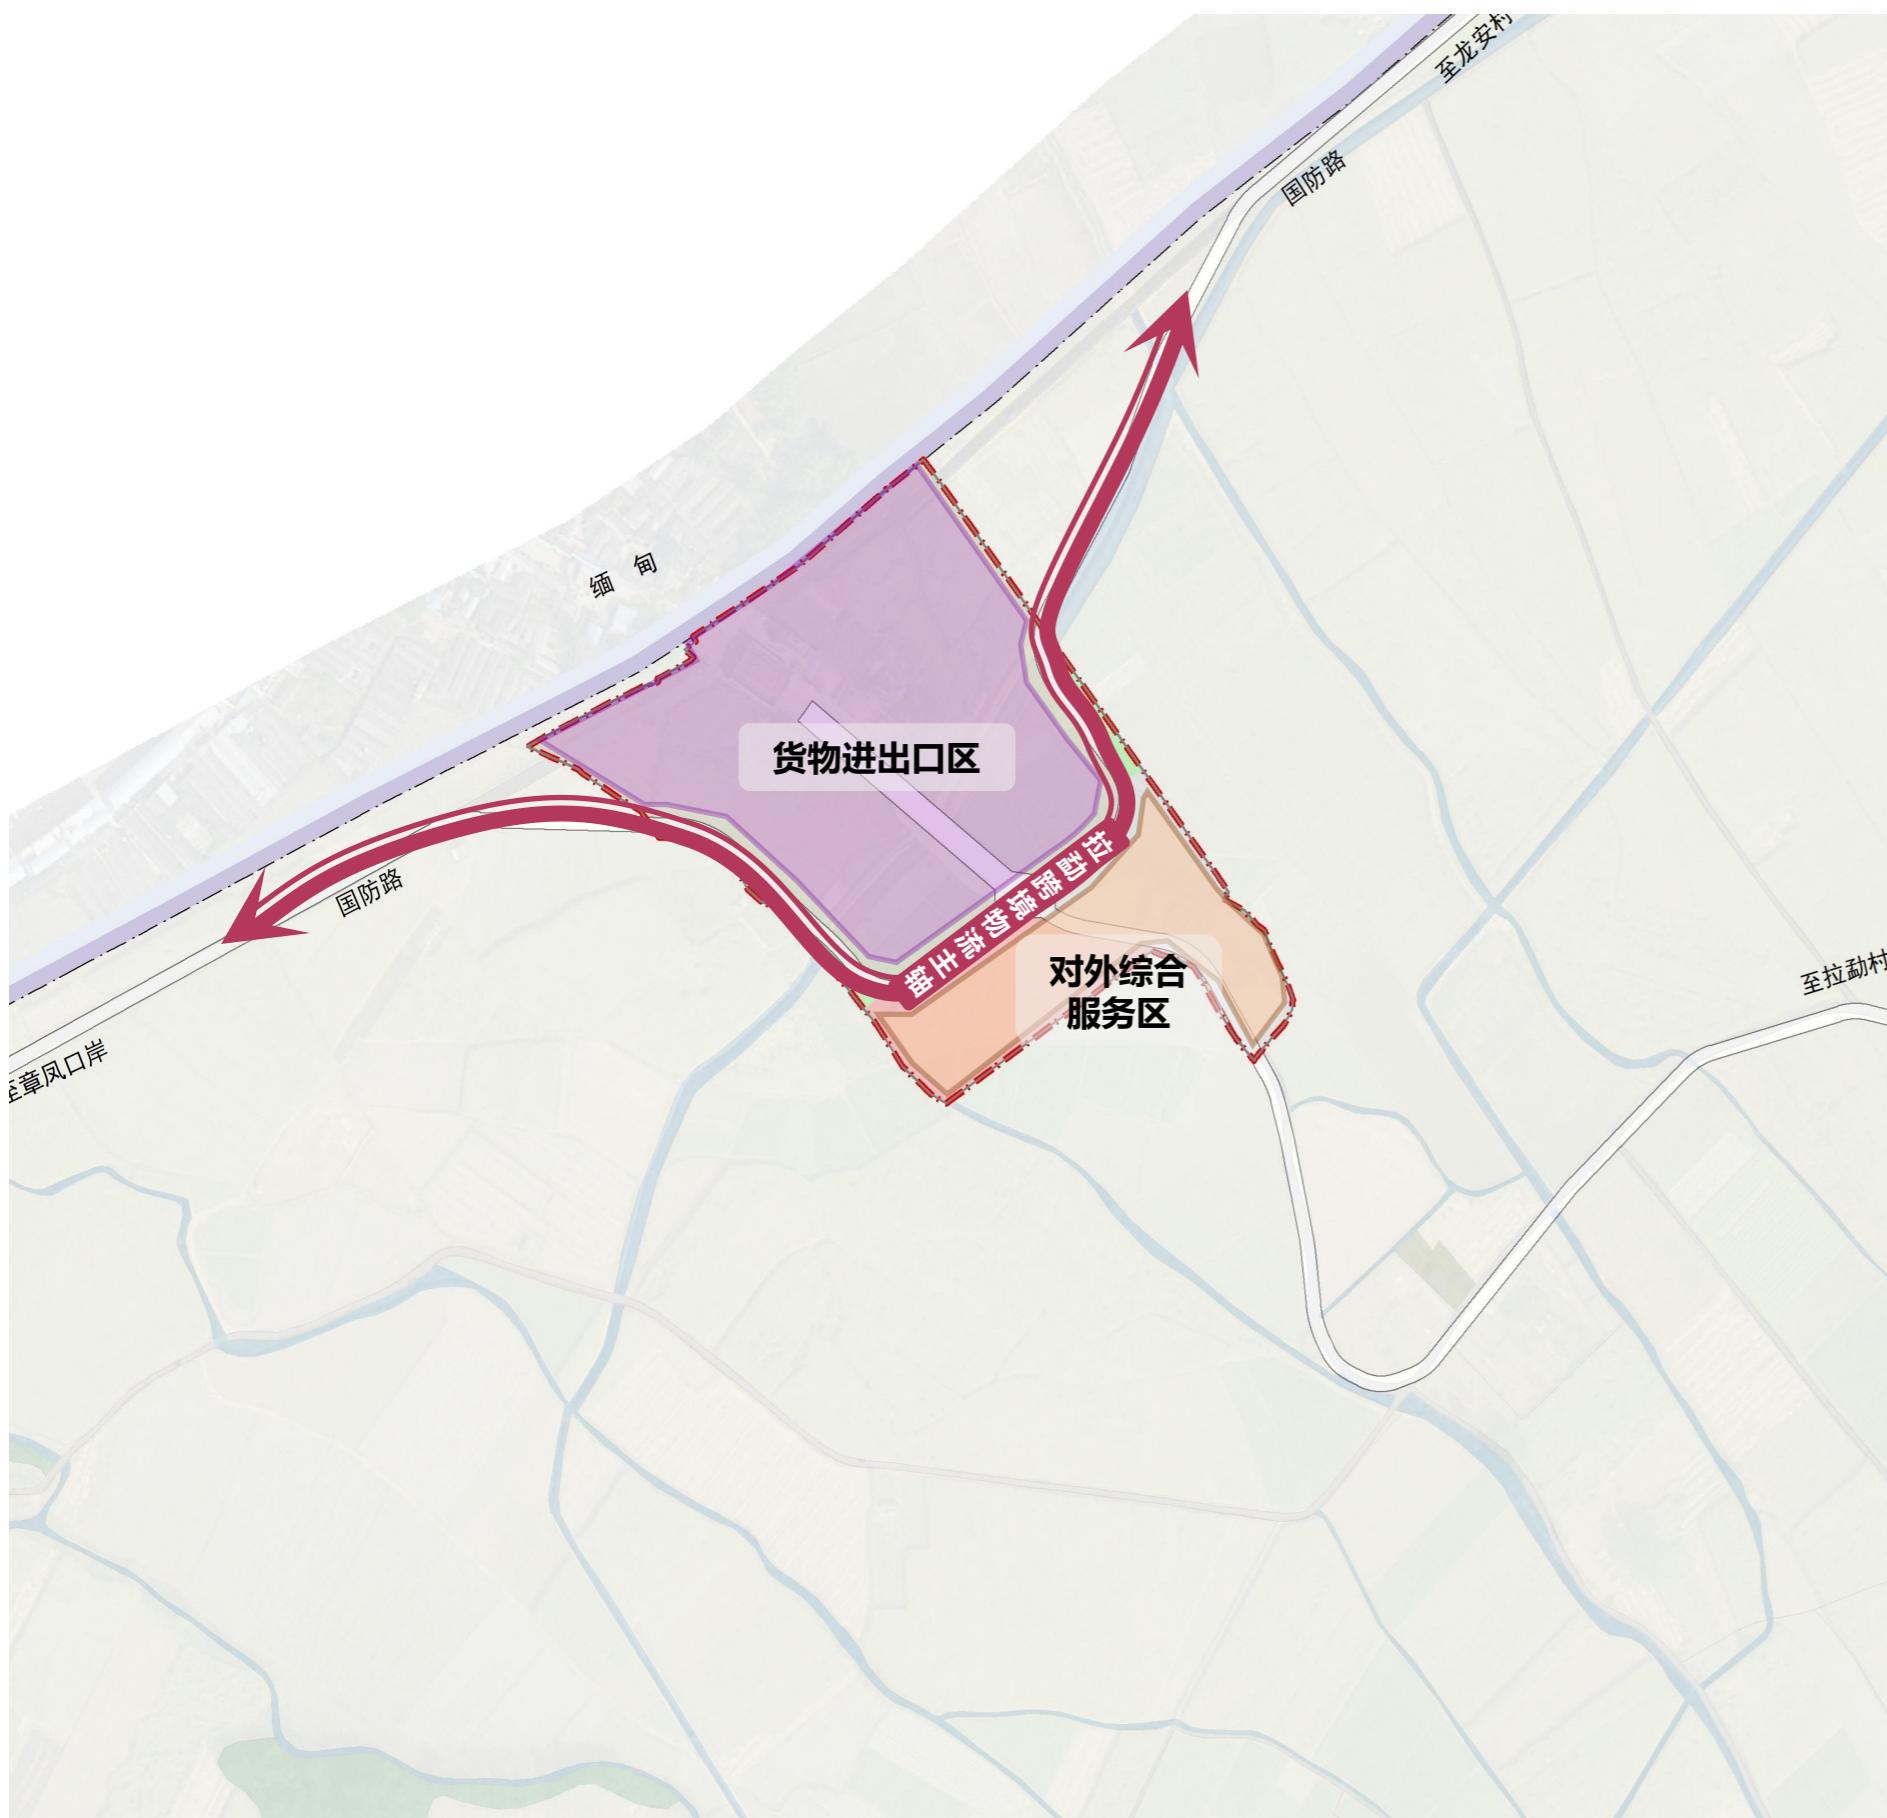 至龙安村
国防路
缅甸
货物进出口区
拉勐跨境物流主轴
国防路
对外综合
服务区
至拉勐村
至章凤口岸